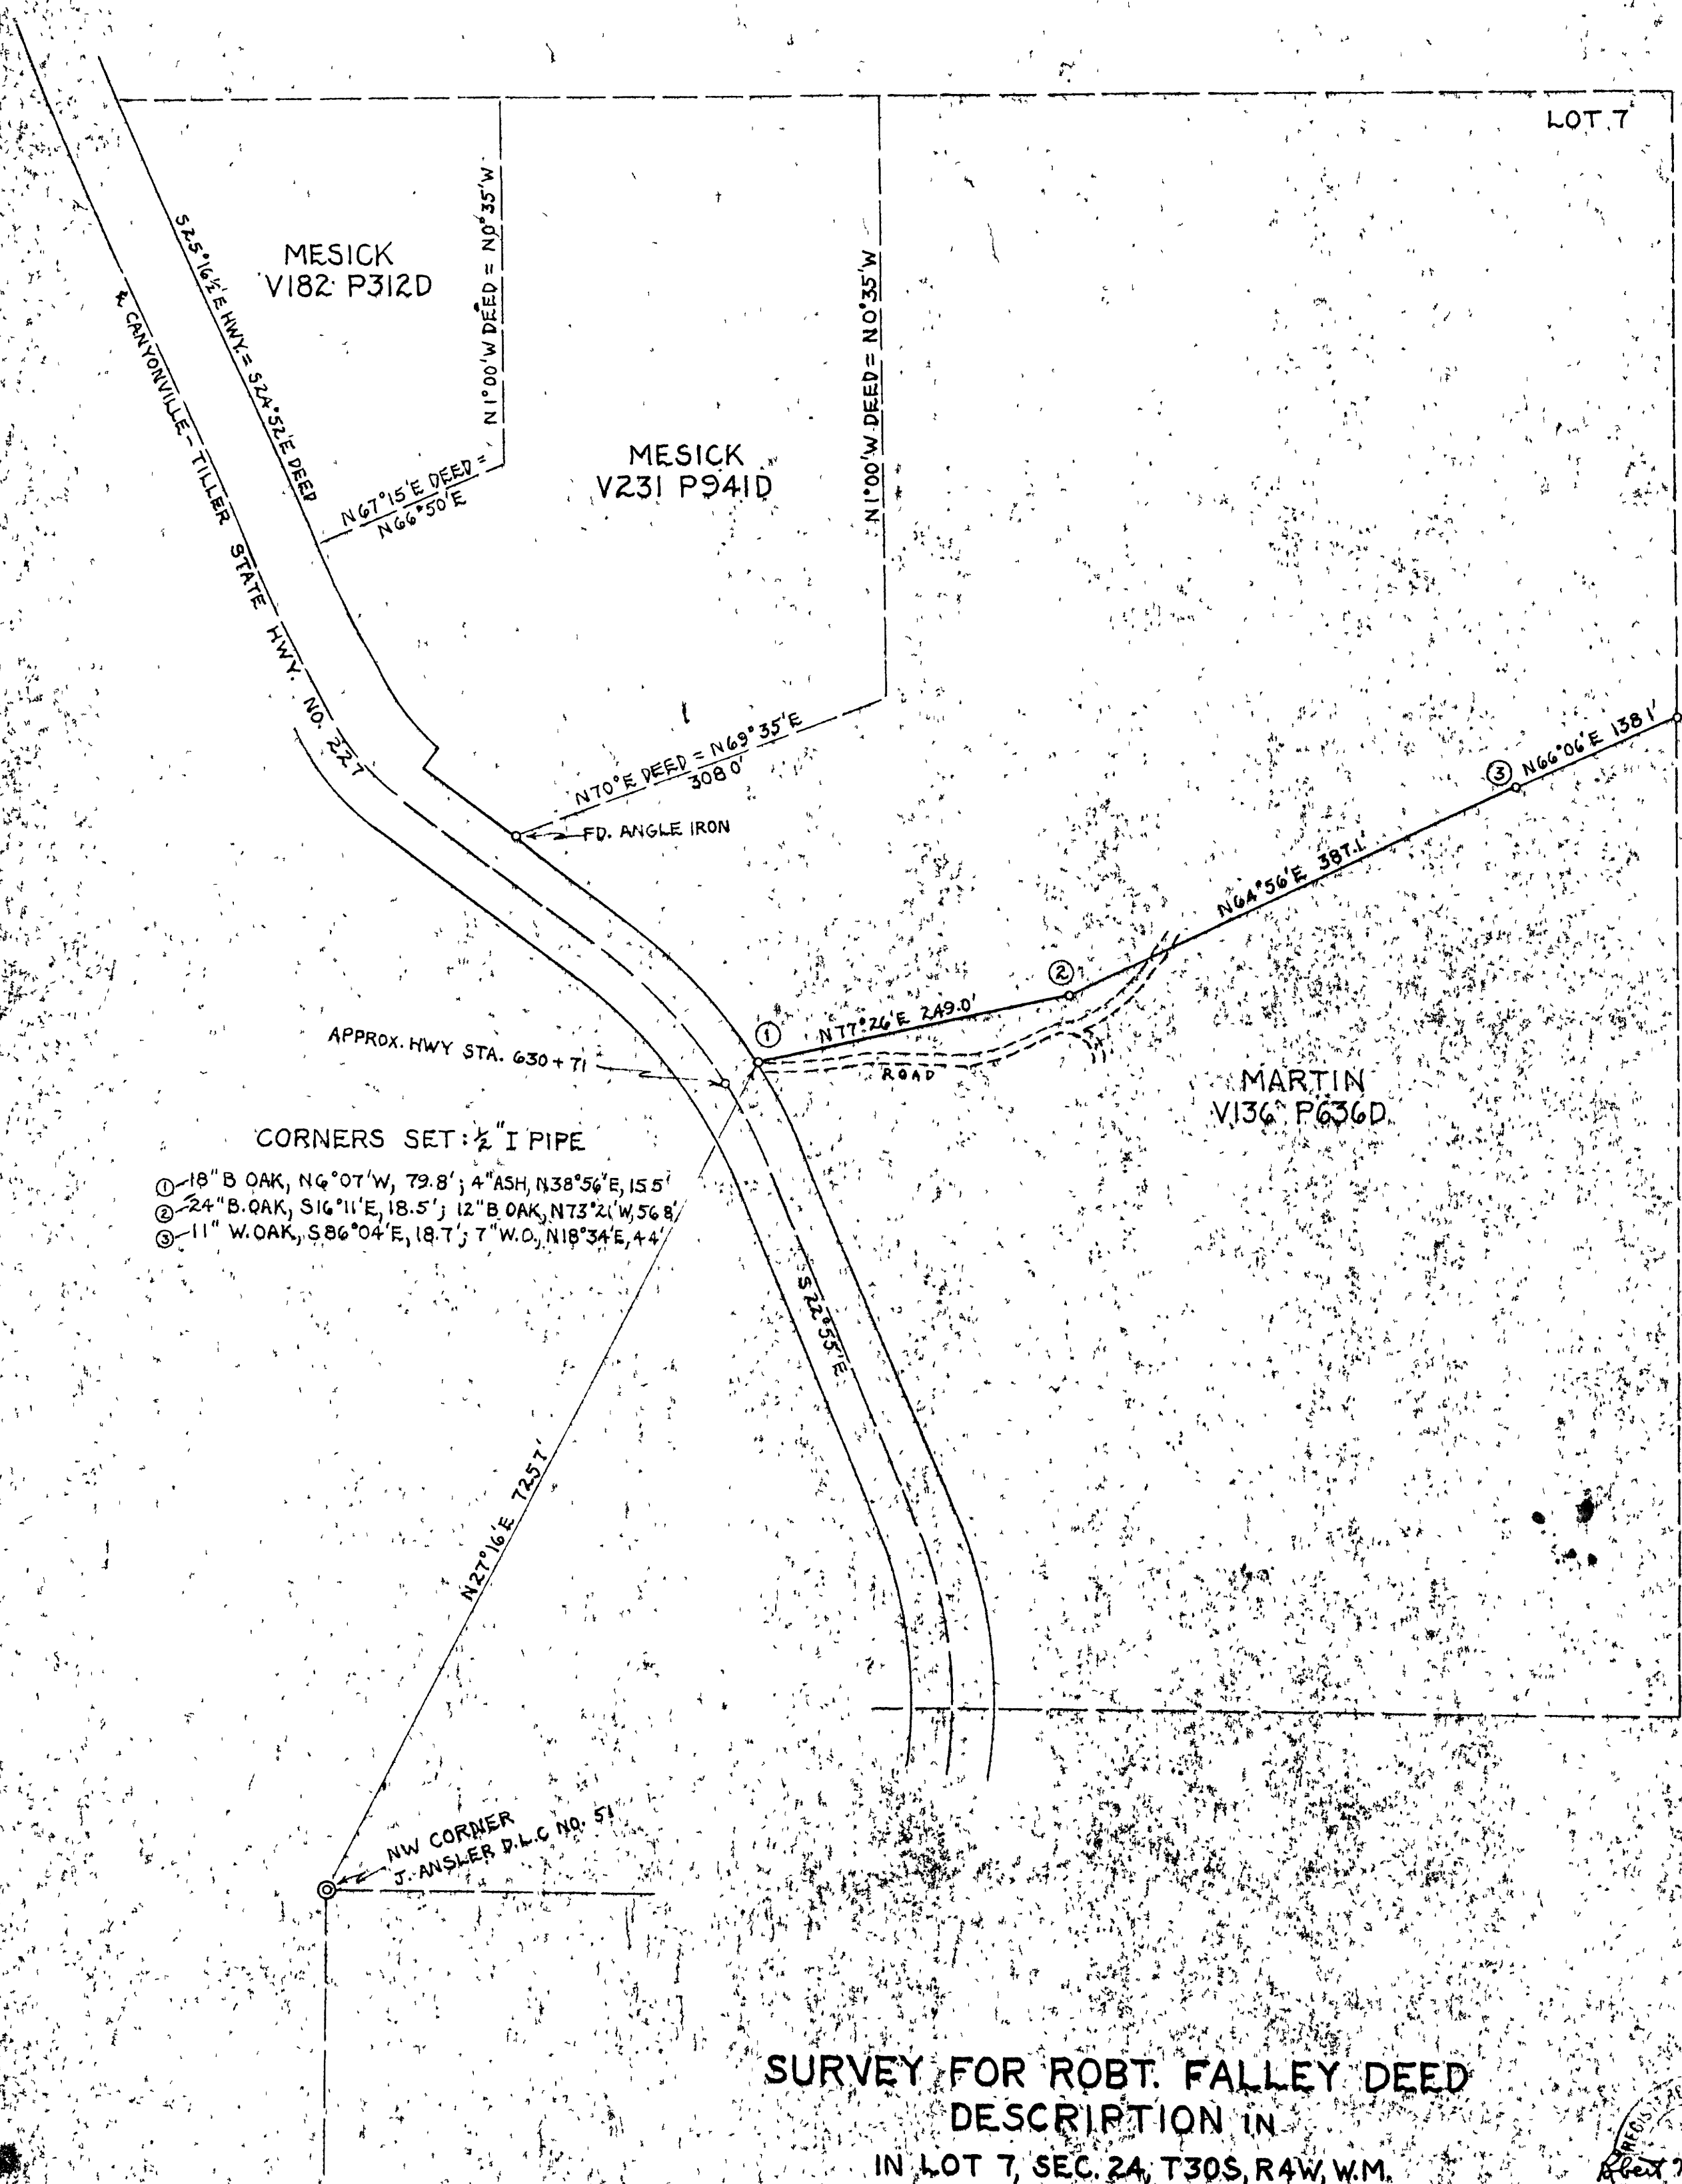 LOT 7
MESICK
V182 P312D
S25°16½'E HWY. = S24°52'E DEED
N1°00'W DEED = N0°35'W
℄ CANYONVILLE - TILLER STATE HWY. NO. 227
N67°15'E DEED =
N66°50'E
MESICK
V231 P941D
N1°00'W DEED = N0°35'W
N70°E DEED = N69°35'E
308 0'
FD. ANGLE IRON
③ N66°06'E 138 1'
N64°56'E 387.1'
②
① N77°26'E 249.0'
ROAD
APPROX. HWY STA. 630+71
MARTIN
V136 P636D
CORNERS SET: ½" I PIPE
①-18" B OAK, N6°07'W, 79.8'; 4" ASH, N38°56'E, 15 5'
②-24" B. OAK, S16°11'E, 18.5'; 12" B. OAK, N73°21'W, 56 8'
③-11" W. OAK, S86°04'E, 18.7'; 7" W.O., N18°34'E, 4 4'
S22°55'E
N27°16'E 725 7'
NW CORNER
J. ANSLER D.L.C NO. 51
SURVEY FOR ROBT. FALLEY DEED
DESCRIPTION IN
IN LOT 7, SEC. 24, T30S, R4W, W.M.